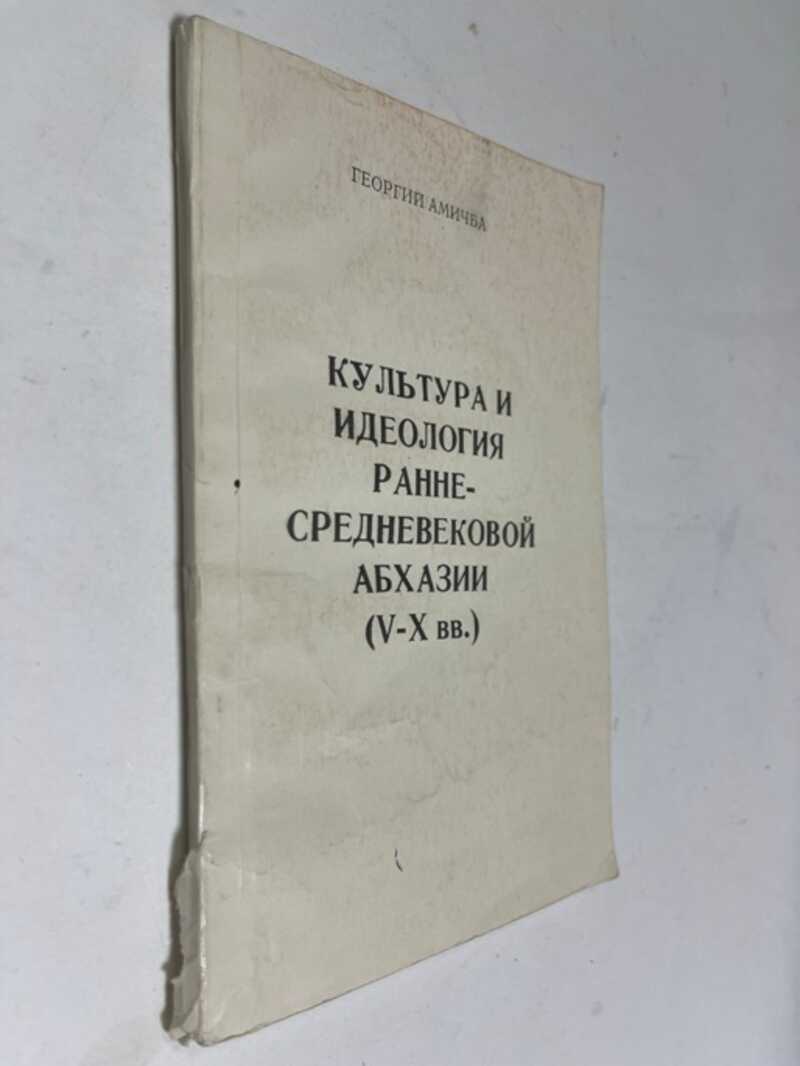 ГЕОРГИЙ АМИЧБА
КУЛЬТУРА И
ИДЕОЛОГИЯ
РАННЕ-
СРЕДНЕВЕКОВОЙ
АБХАЗИИ
(V-X вв.)